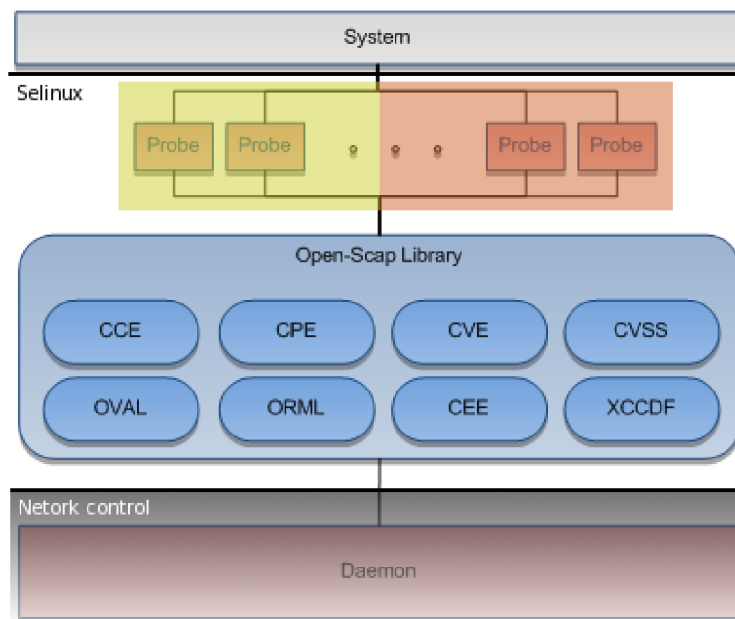 System
Selinux
Probe Probe Probe Probe
Open-Scap Library
CCE CPE CVE CVSS
OVAL ORML CEE XCCDF
Netork control
Daemon